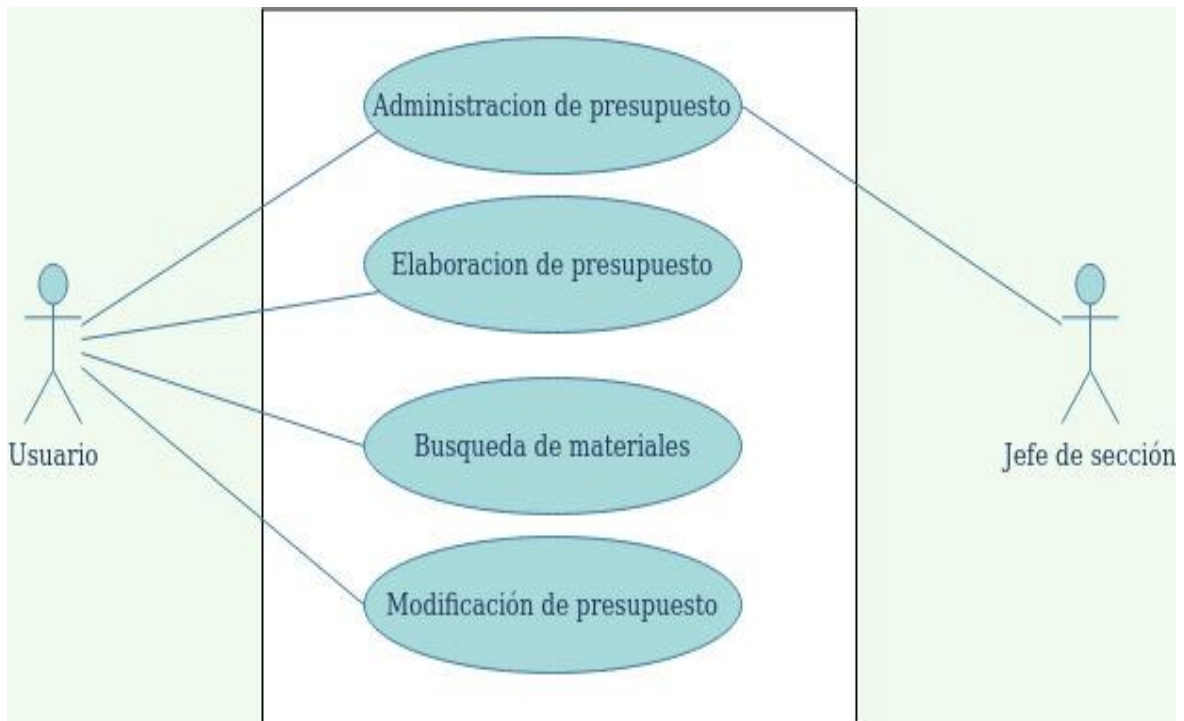 Administracion de presupuesto
Elaboracion de presupuesto
Usuario
Busqueda de materiales
Jefe de sección
Modificación de presupuesto